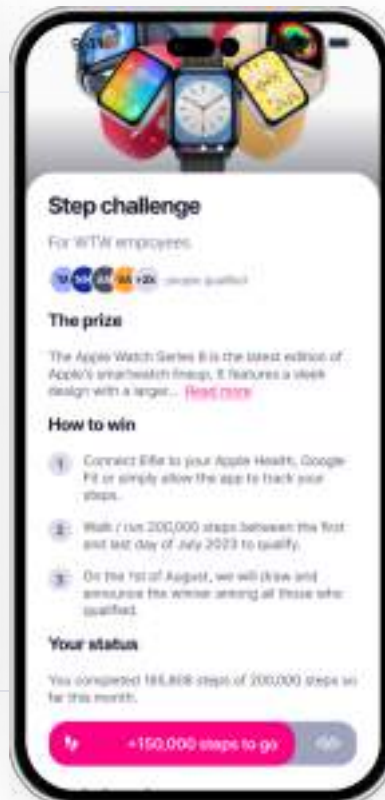 Step challenge
For WTW employees
+2k people qualified
The prize
The Apple Watch Series 8 is the latest edition of
Apple's smartwatch lineup, it features a sleek
design with a larger... Read more
How to win
1 Connect Elfie to your Apple Health, Google
Fit or simply allow the app to track your
steps.
2 Walk / run 200,000 steps between the first
and last day of July 2023 to qualify.
3 On the 1st of August, we will draw and
announce the winner among all those who
qualified.
Your status
You completed steps of 200,000 steps so
far this month.
+150,000 steps to go